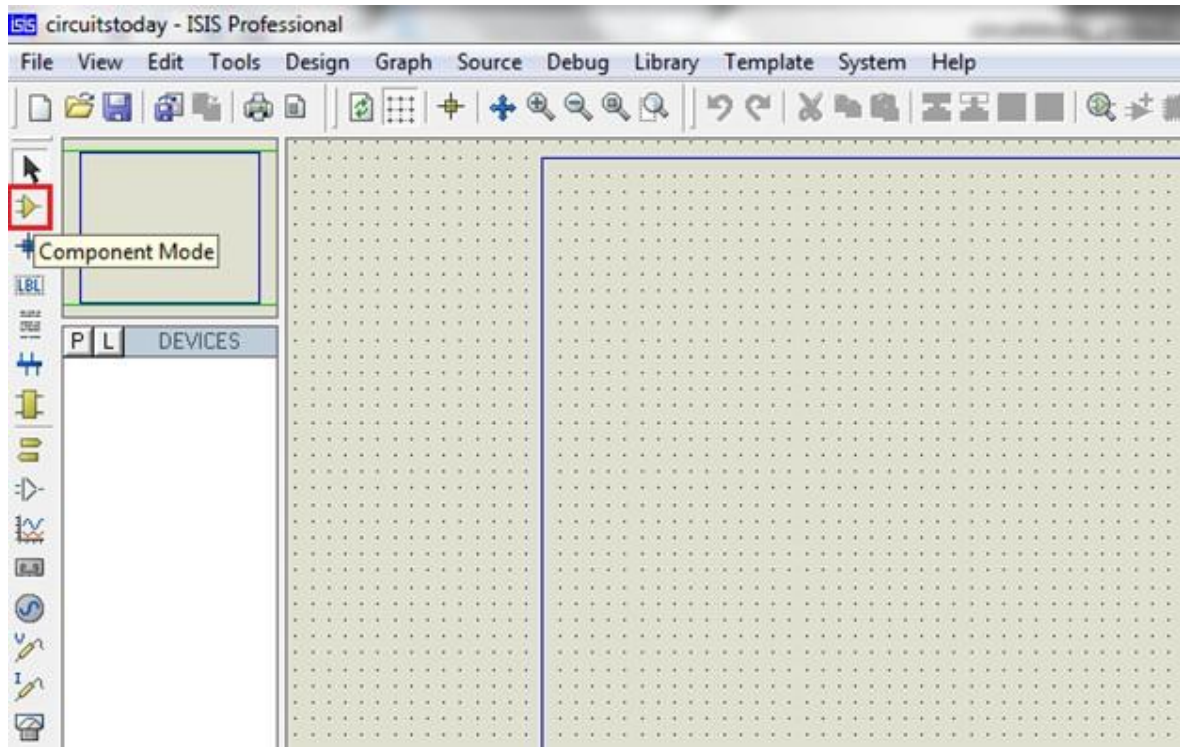 ISIS circuitstoday - ISIS Professional
File View Edit Tools Design Graph Source Debug Library Template System Help
Component Mode
LBL
P L DEVICES
V
I